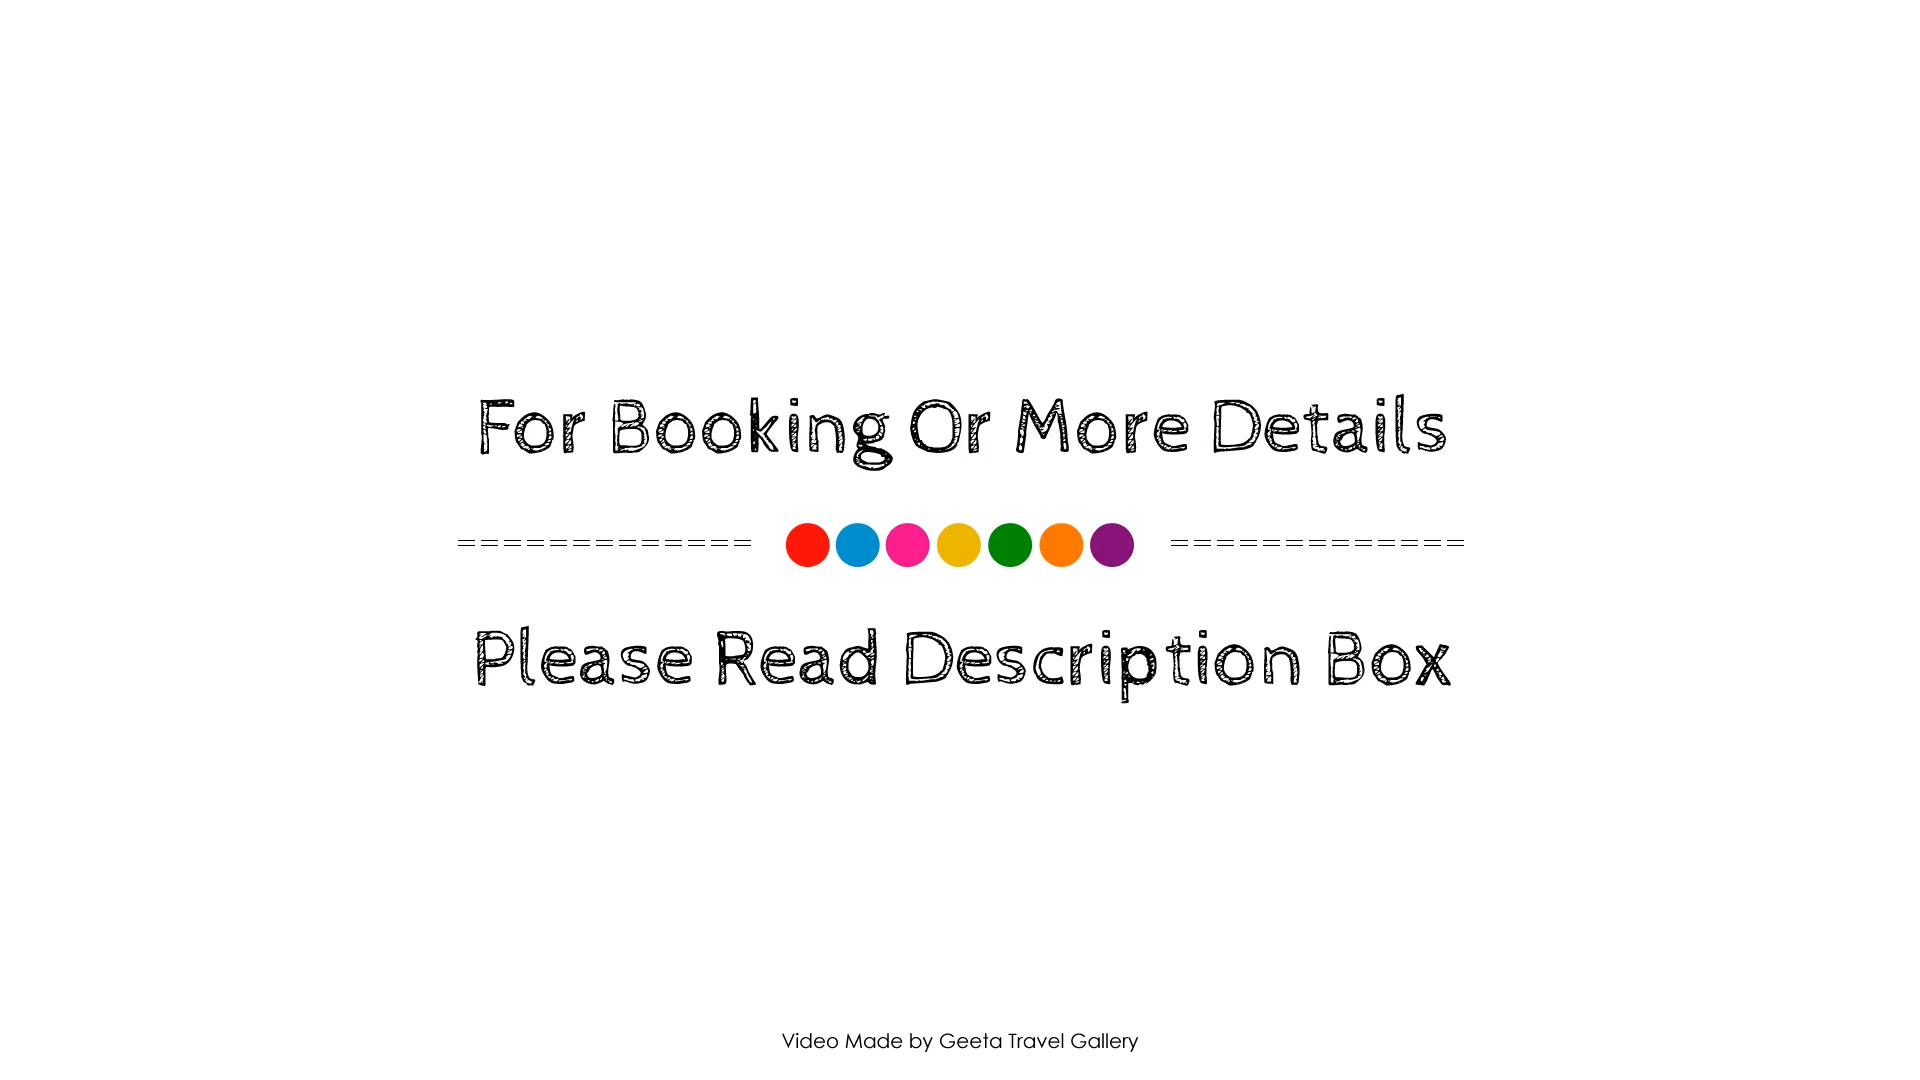 For Booking Or More Details
============= =============
Please Read Description Box
Video Made by Geeta Travel Gallery